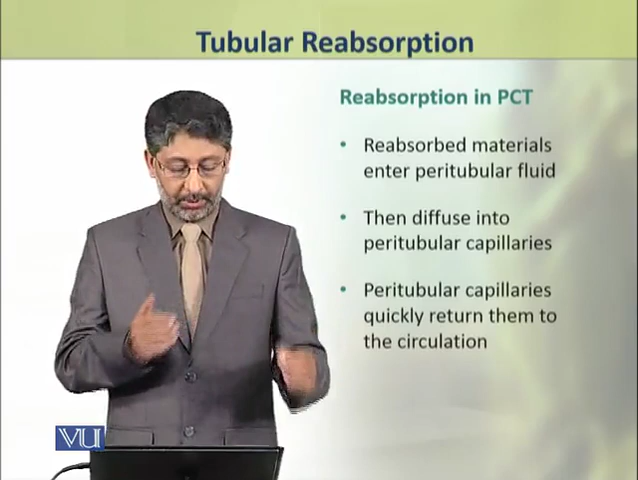 Tubular Reabsorption
Reabsorption in PCT
• Reabsorbed materials
enter peritubular fluid
• Then diffuse into
peritubular capillaries
• Peritubular capillaries
quickly return them to
the circulation
VU